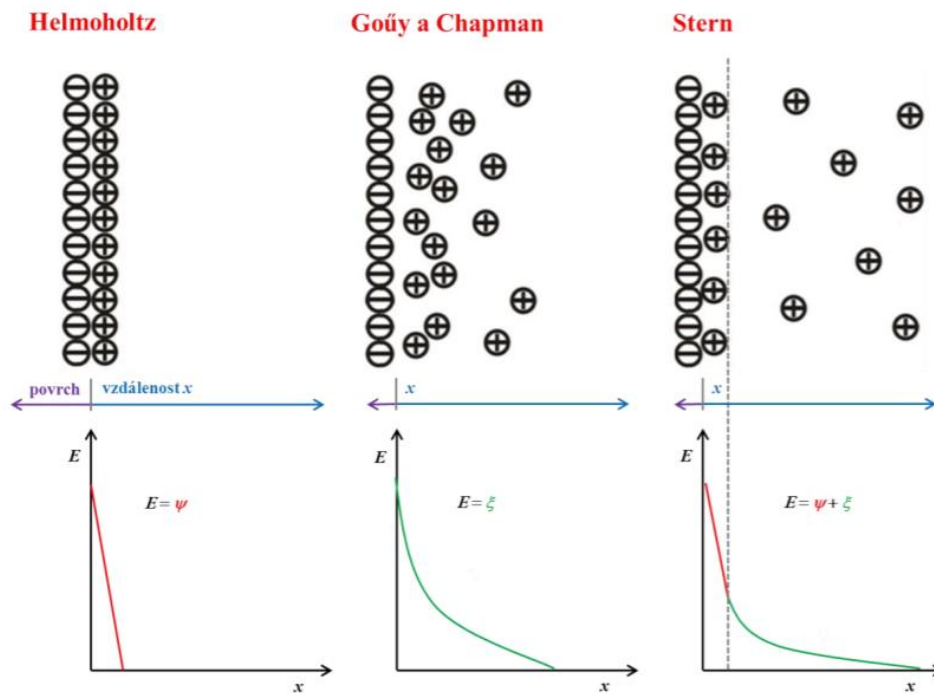 Helmoholtz
Goűy a Chapman
Stern
povrch
vzdálenost x
x
x
E
E = ψ
x
E
E = ξ
x
E
E = ψ + ξ
x